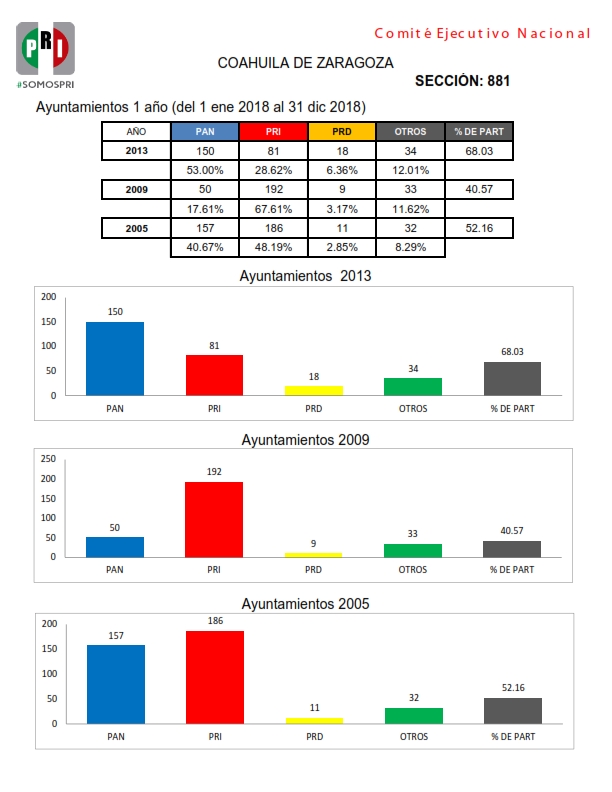 Comité Ejecutivo Nacional
PRI
#SOMOSPRI
COAHUILA DE ZARAGOZA
SECCIÓN: 881
Ayuntamientos 1 año (del 1 ene 2018 al 31 dic 2018)
AÑO PAN PRI PRD OTROS % DE PART
2013 150 81 18 34 68.03
53.00% 28.62% 6.36% 12.01%
2009 50 192 9 33 40.57
17.61% 67.61% 3.17% 11.62%
2005 157 186 11 32 52.16
40.67% 48.19% 2.85% 8.29%
Ayuntamientos 2013
200
150
100
50
0
150 81 18 34 68.03
PAN PRI PRD OTROS % DE PART
Ayuntamientos 2009
250
200
150
100
50
0
50 192 9 33 40.57
PAN PRI PRD OTROS % DE PART
Ayuntamientos 2005
200
150
100
50
0
157 186 11 32 52.16
PAN PRI PRD OTROS % DE PART